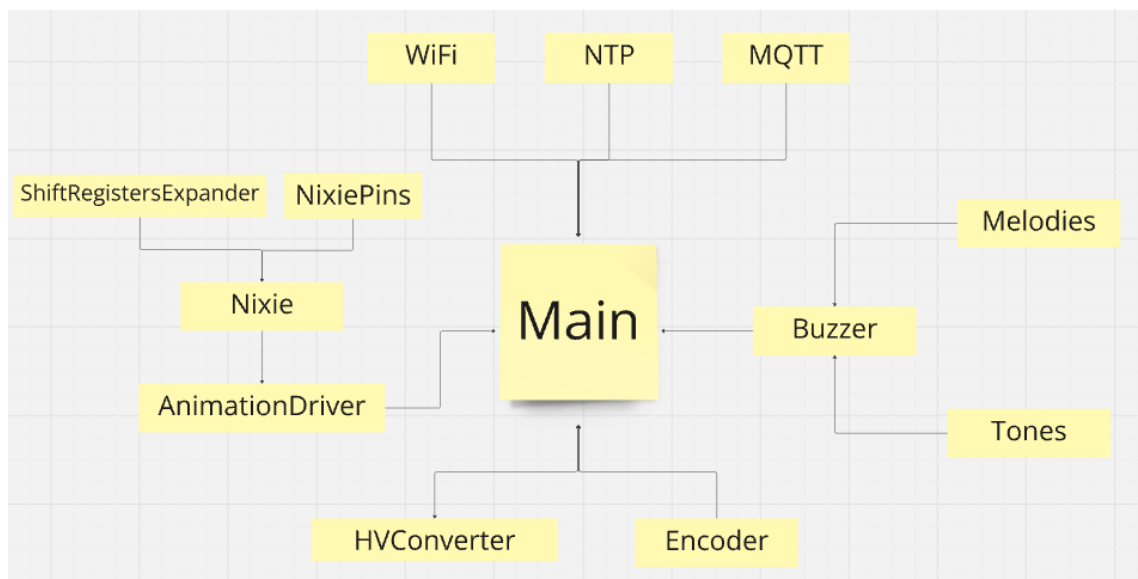 WiFi
NTP
MQTT
ShiftRegistersExpander
NixiePins
Melodies
Nixie
Main
Buzzer
AnimationDriver
Tones
HVConverter
Encoder